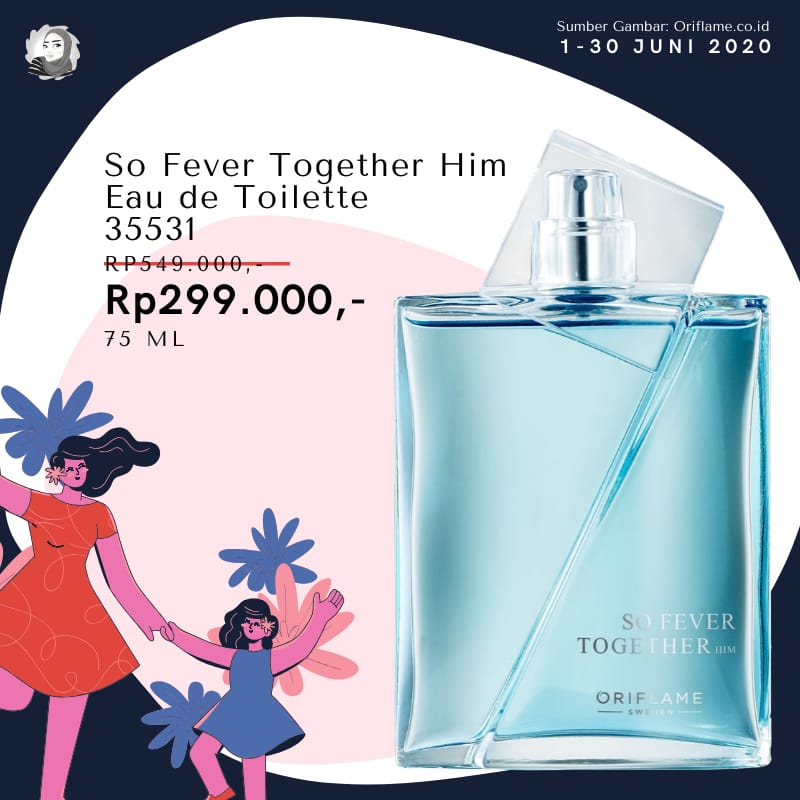 Sumber Gambar: Oriflame.co.id
1-30 JUNI 2020
So Fever Together Him
Eau de Toilette
35531
RP549.000,-
Rp299.000,-
75 ML
SO FEVER
TOGETHER HIM
ORIFLAME
SWEDEN